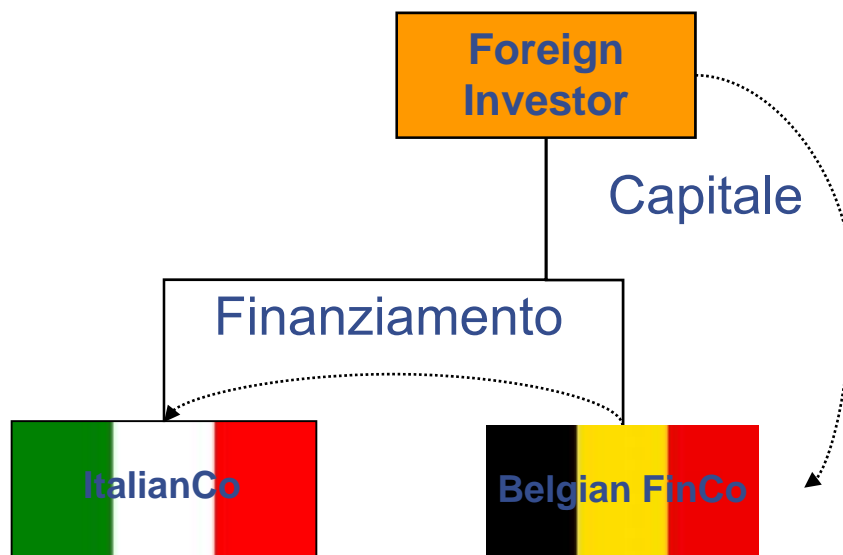 Foreign
Investor
Capitale
Finanziamento
ItalianCo
Belgian FinCo